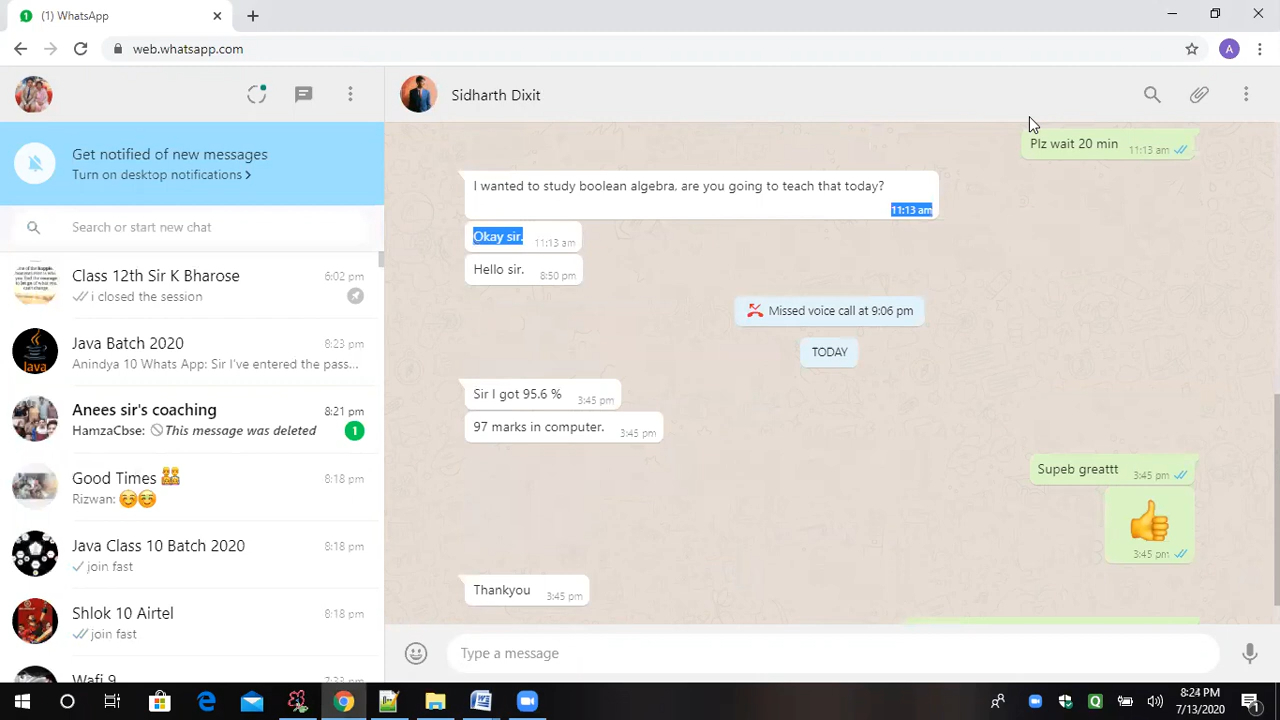 (1) WhatsApp
web.whatsapp.com
A
Get notified of new messages
Turn on desktop notifications >
Search or start new chat
Class 12th Sir K Bharose 6:02 pm
i closed the session
Java Batch 2020 8:23 pm
Anindya 10 Whats App: Sir I've entered the pass...
Anees sir's coaching 8:21 pm
HamzaCbse: This message was deleted 1
Good Times 8:18 pm
Rizwan: ☺️☺️
Java Class 10 Batch 2020 8:18 pm
join fast
Shlok 10 Airtel 8:18 pm
join fast
Wafi 9
Sidharth Dixit
Plz wait 20 min 11:13 am
I wanted to study boolean algebra, are you going to teach that today?
11:13 am
Okay sir. 11:13 am
Hello sir. 8:50 pm
Missed voice call at 9:06 pm
TODAY
Sir I got 95.6 % 3:45 pm
97 marks in computer. 3:45 pm
Supeb greattt 3:45 pm
👍
3:45 pm
Thankyou 3:45 pm
Type a message
8:24 PM
7/13/2020